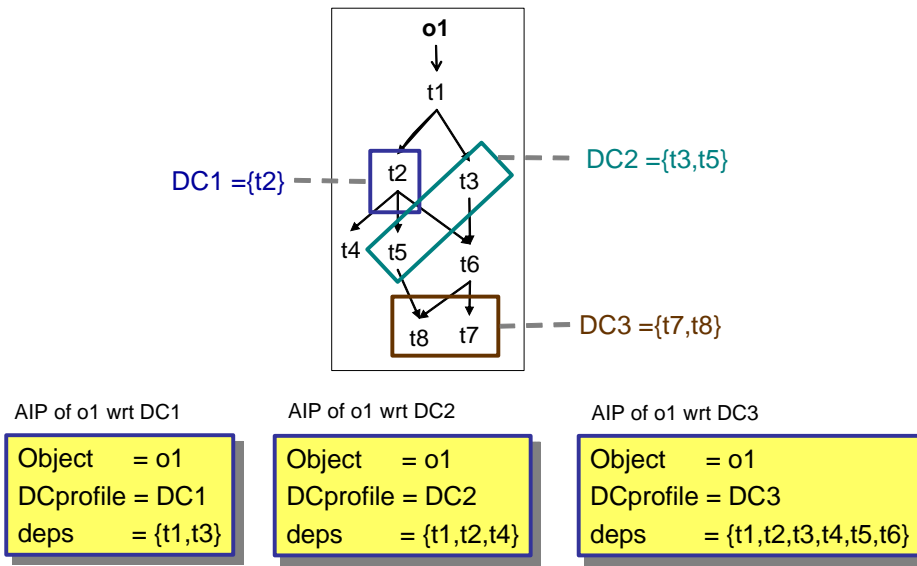 o1
t1
DC1 ={t2}
t2
t3
DC2 ={t3,t5}
t4
t5
t6
t8
t7
DC3 ={t7,t8}
AIP of o1 wrt DC1
Object = o1
DCprofile = DC1
deps = {t1,t3}
AIP of o1 wrt DC2
Object = o1
DCprofile = DC2
deps = {t1,t2,t4}
AIP of o1 wrt DC3
Object = o1
DCprofile = DC3
deps = {t1,t2,t3,t4,t5,t6}